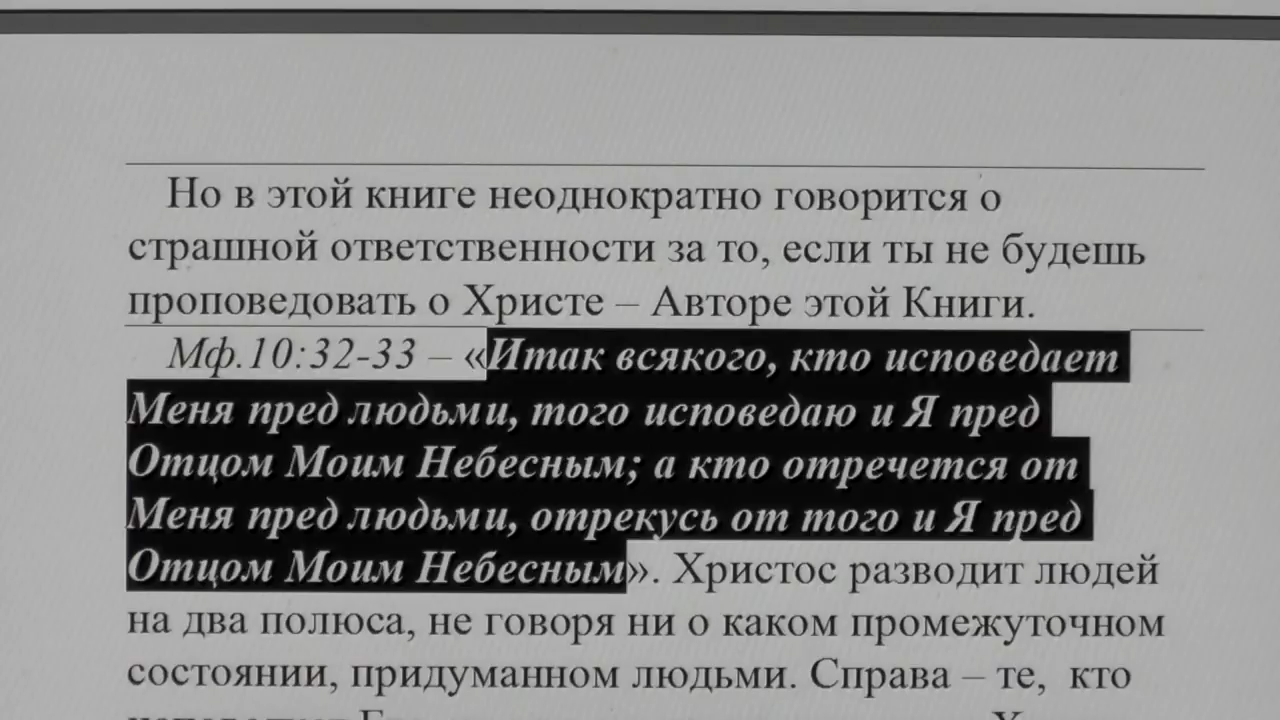 Но в этой книге неоднократно говорится о
страшной ответственности за то, если ты не будешь
проповедовать о Христе – Авторе этой Книги.
Мф.10:32-33 – «Итак всякого, кто исповедает
Меня пред людьми, того исповедаю и Я пред
Отцом Моим Небесным; а кто отречется от
Меня пред людьми, отрекусь от того и Я пред
Отцом Моим Небесным». Христос разводит людей
на два полюса, не говоря ни о каком промежуточном
состоянии, придуманном людьми. Справа – те, кто